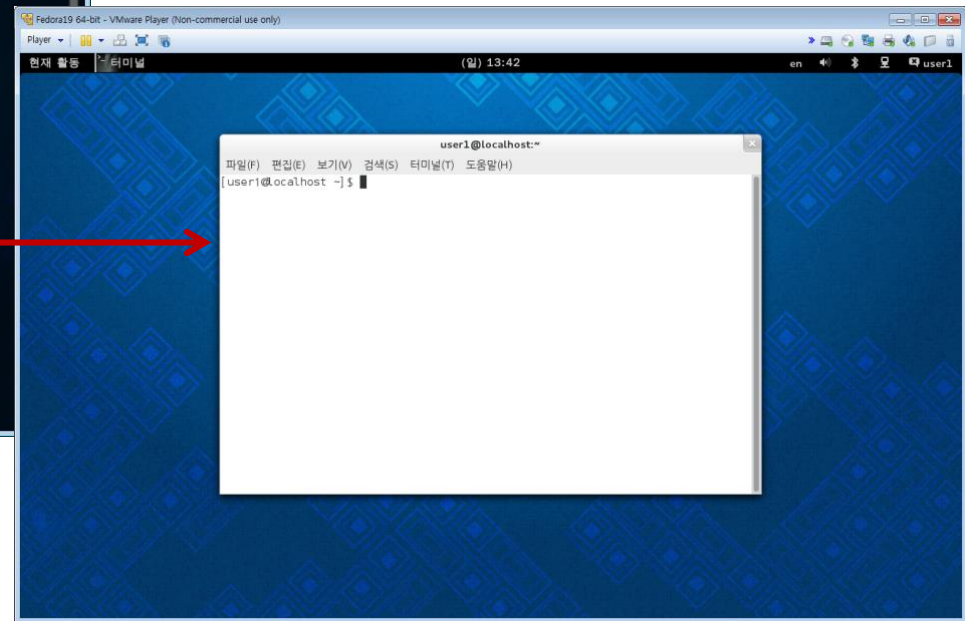 Fedora19 64-bit - VMware Player (Non-commercial use only)
Player
현재 활동 터미널 (일) 13:42 en user1
user1@localhost:~
파일(F) 편집(E) 보기(V) 검색(S) 터미널(T) 도움말(H)
[user1@localhost ~]$